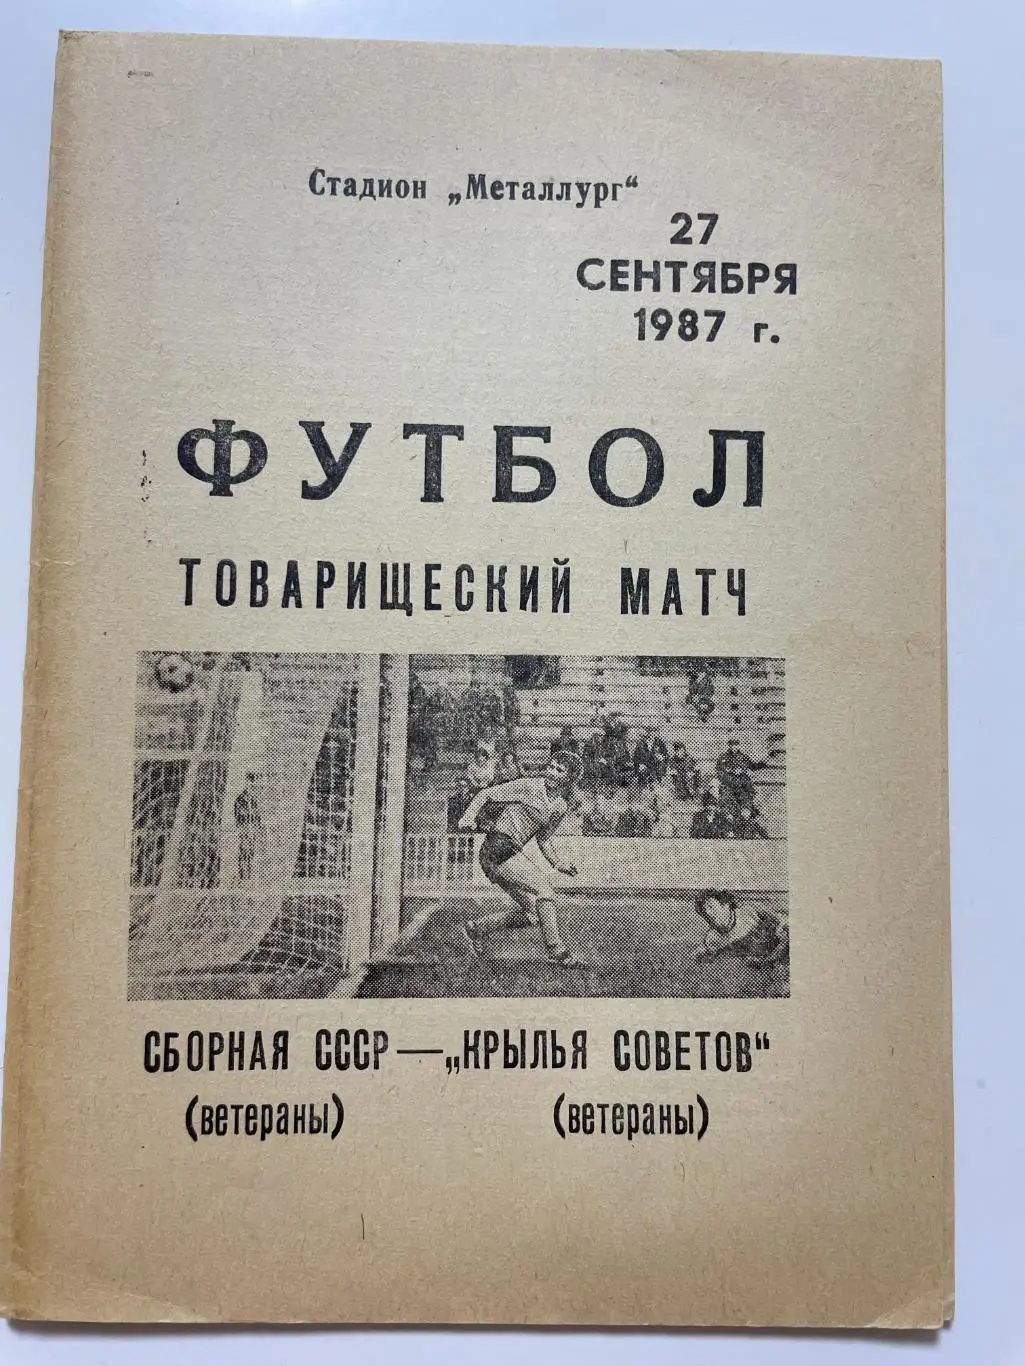 Стадион „Металлург“
27
СЕНТЯБРЯ
1987 г.
ФУТБОЛ
ТОВАРИЩЕСКИЙ МАТЧ
СБОРНАЯ СССР — „КРЫЛЬЯ СОВЕТОВ“
(ветераны) (ветераны)